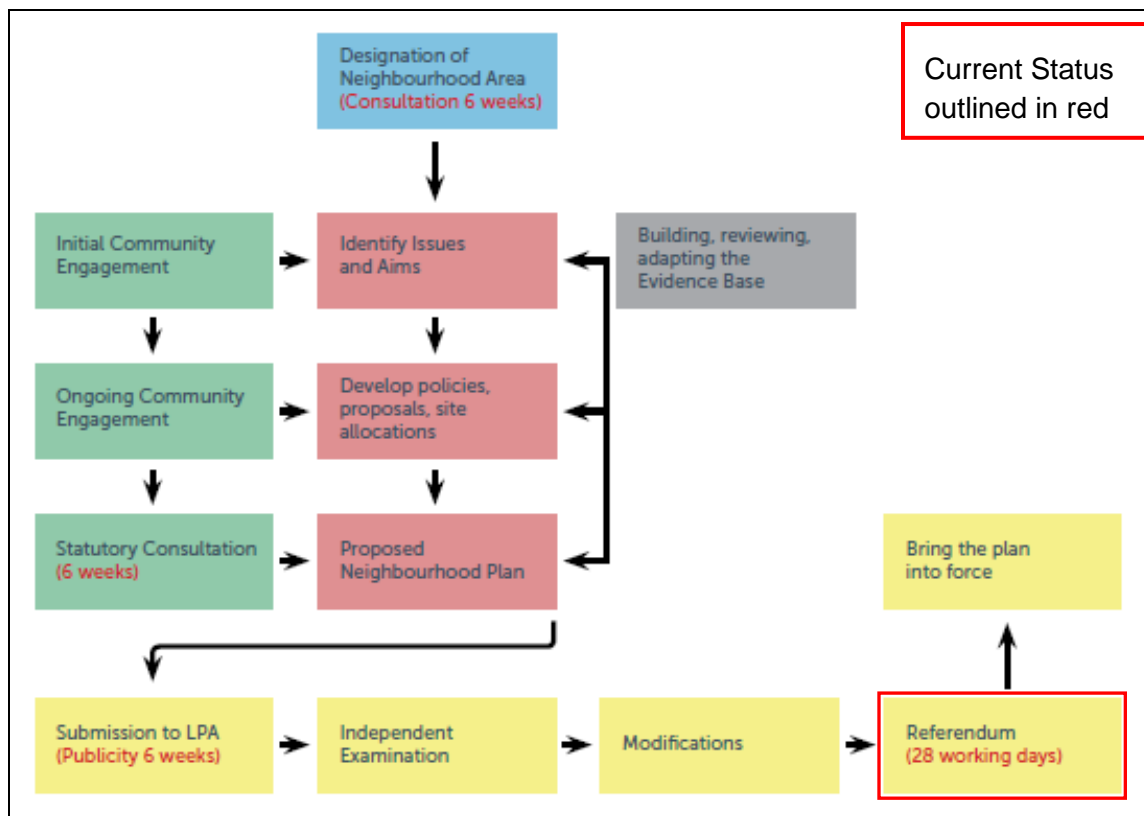 Designation of
Neighbourhood Area
(Consultation 6 weeks)
Current Status
outlined in red
Initial Community
Engagement
Identify Issues
and Aims
Building, reviewing,
adapting the
Evidence Base
Ongoing Community
Engagement
Develop policies,
proposals, site
allocations
Statutory Consultation
(6 weeks)
Proposed
Neighbourhood Plan
Bring the plan
into force
Submission to LPA
(Publicity 6 weeks)
Independent
Examination
Modifications
Referendum
(28 working days)